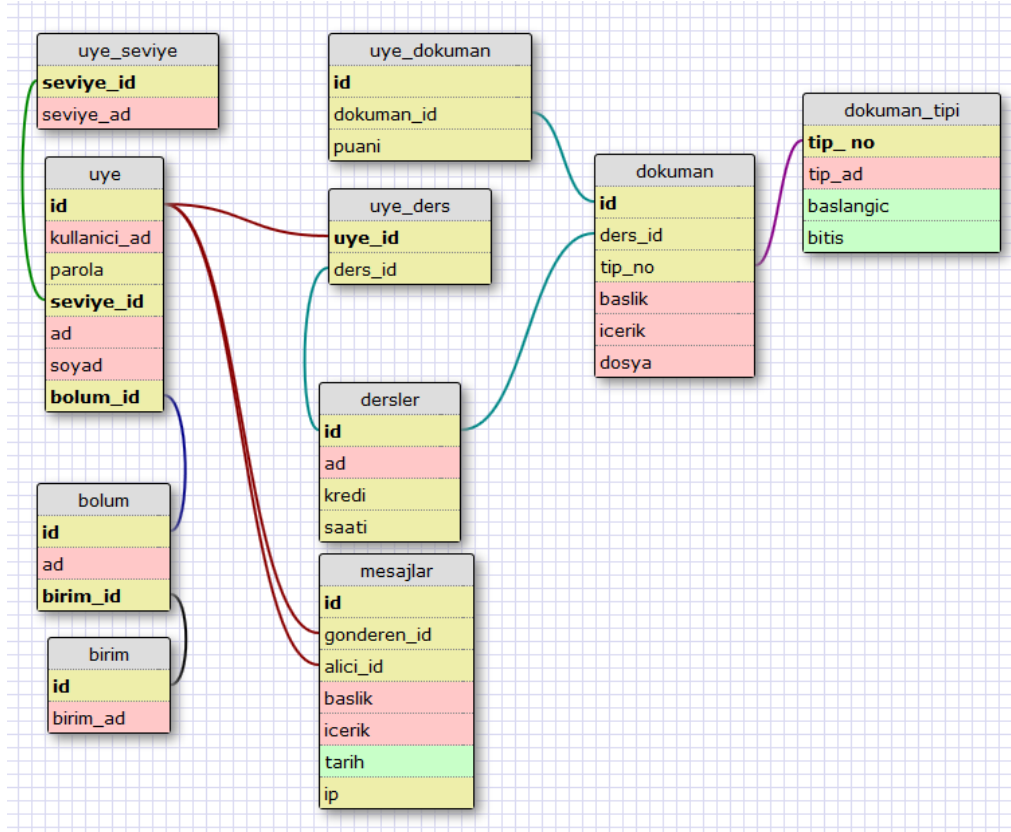 uye_seviye
seviye_id
seviye_ad
uye
id
kullanici_ad
parola
seviye_id
ad
soyad
bolum_id
bolum
id
ad
birim_id
birim
id
birim_ad
uye_dokuman
id
dokuman_id
puani
uye_ders
uye_id
ders_id
dersler
id
ad
kredi
saati
mesajlar
id
gonderen_id
alici_id
baslik
icerik
tarih
ip
dokuman
id
ders_id
tip_no
baslik
icerik
dosya
dokuman_tipi
tip_ no
tip_ad
baslangic
bitis